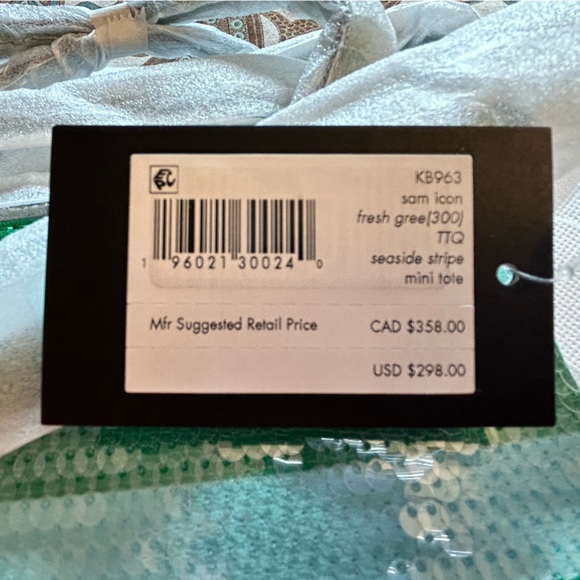 KB963
sam icon
fresh gree(300)
TTQ
seaside stripe
mini tote
1 96021 30024 0
Mfr Suggested Retail Price CAD $358.00
USD $298.00